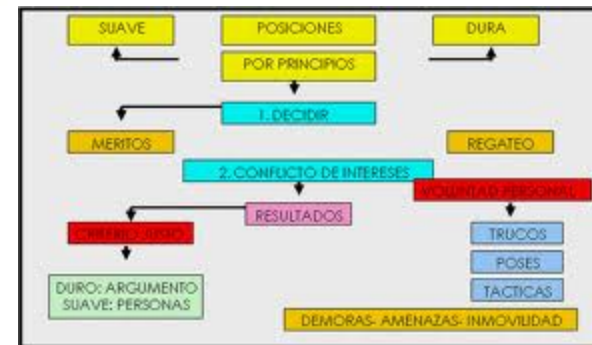 SUAVE
POSICIONES
DURA
POR PRINCIPIOS
1. DECIDIR
MERITOS
REGATEO
2. CONFLICTO DE INTERESES
VOLUNTAD PERSONAL
RESULTADOS
CRITERIO JUSTO
TRUCOS
POSES
TACTICAS
DURO: ARGUMENTO
SUAVE: PERSONAS
DEMORAS- AMENAZAS- INMOVILIDAD